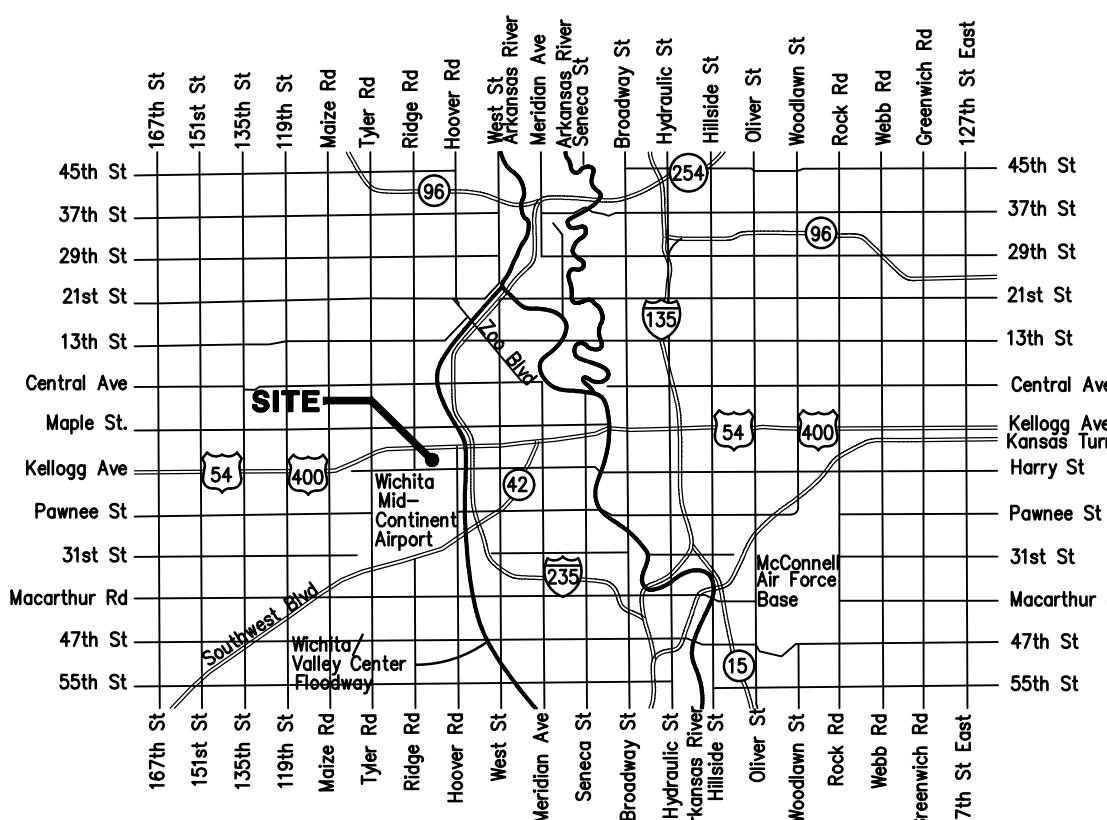 167th St
151st St
135th St
119th St
Maize Rd
Tyler Rd
Ridge Rd
Hoover Rd
West St
Arkansas River
Meridian Ave
Arkansas River
Seneca St
Broadway St
Hydraulic St
Hillside St
Oliver St
Woodlawn St
Rock Rd
Webb Rd
Greenwich Rd
127th St East
45th St
37th St
29th St
21st St
13th St
Central Ave
Maple St.
Kellogg Ave
Pawnee St
31st St
Macarthur Rd
47th St
55th St
96
254
96
135
Zoo Blvd
SITE
54
400
54
400
42
235
15
Wichita
Mid-
Continent
Airport
McConnell
Air Force
Base
Southwest Blvd
Wichita/
Valley Center
Floodway
45th St
37th St
29th St
21st St
13th St
Central Ave
Kellogg Ave
Kansas Turn
Harry St
Pawnee St
31st St
Macarthur
47th St
55th St
167th St
151st St
135th St
119th St
Maize Rd
Tyler Rd
Ridge Rd
Hoover Rd
West St
Meridian Ave
Seneca St
Broadway St
Hydraulic St
rkansas River
Hillside St
Oliver St
Woodlawn St
Rock Rd
Webb Rd
Greenwich Rd
7th St East